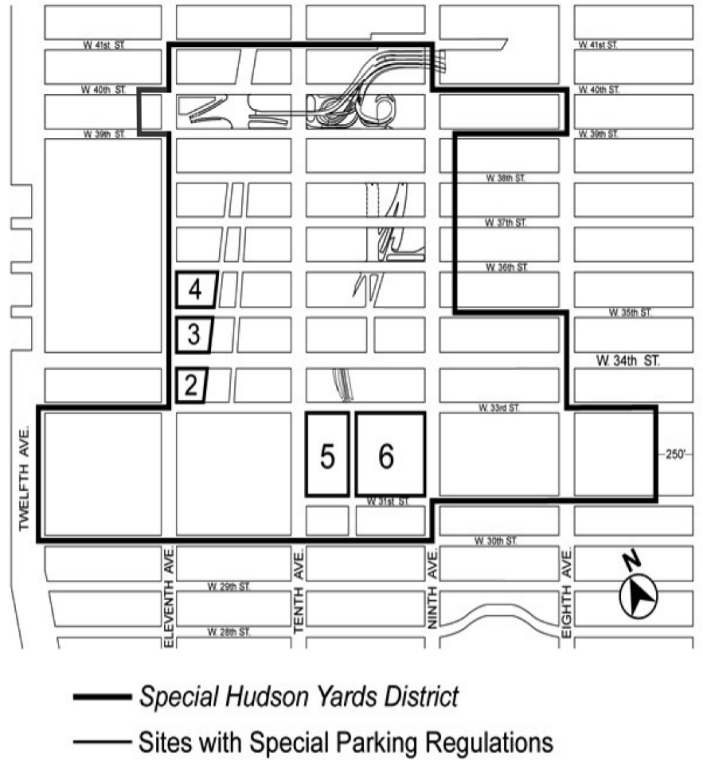 W. 41st ST.
W. 41st ST.
W. 40th ST.
W. 40th ST.
W. 39th ST.
W. 39th ST.
W. 38th ST.
W. 37th ST.
W. 36th ST.
4
W. 35th ST.
3
W. 34th ST.
2
W. 33rd ST.
5
6
250'
TWELFTH AVE.
W. 31st ST.
W. 30th ST.
ELEVENTH AVE.
TENTH AVE.
NINTH AVE.
EIGHTH AVE.
N
W. 29th ST.
W. 28th ST.
Special Hudson Yards District
Sites with Special Parking Regulations